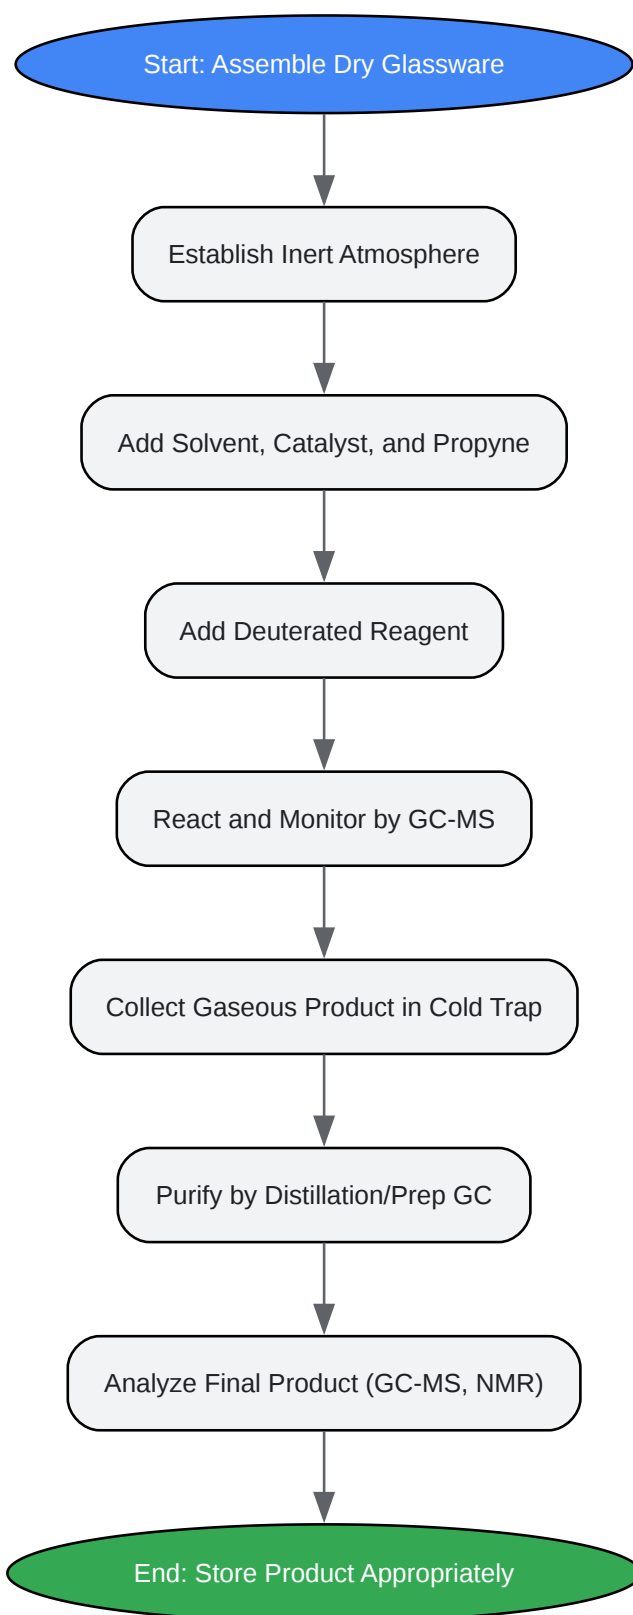 Start: Assemble Dry Glassware
Establish Inert Atmosphere
Add Solvent, Catalyst, and Propyne
Add Deuterated Reagent
React and Monitor by GC-MS
Collect Gaseous Product in Cold Trap
Purify by Distillation/Prep GC
Analyze Final Product (GC-MS, NMR)
End: Store Product Appropriately